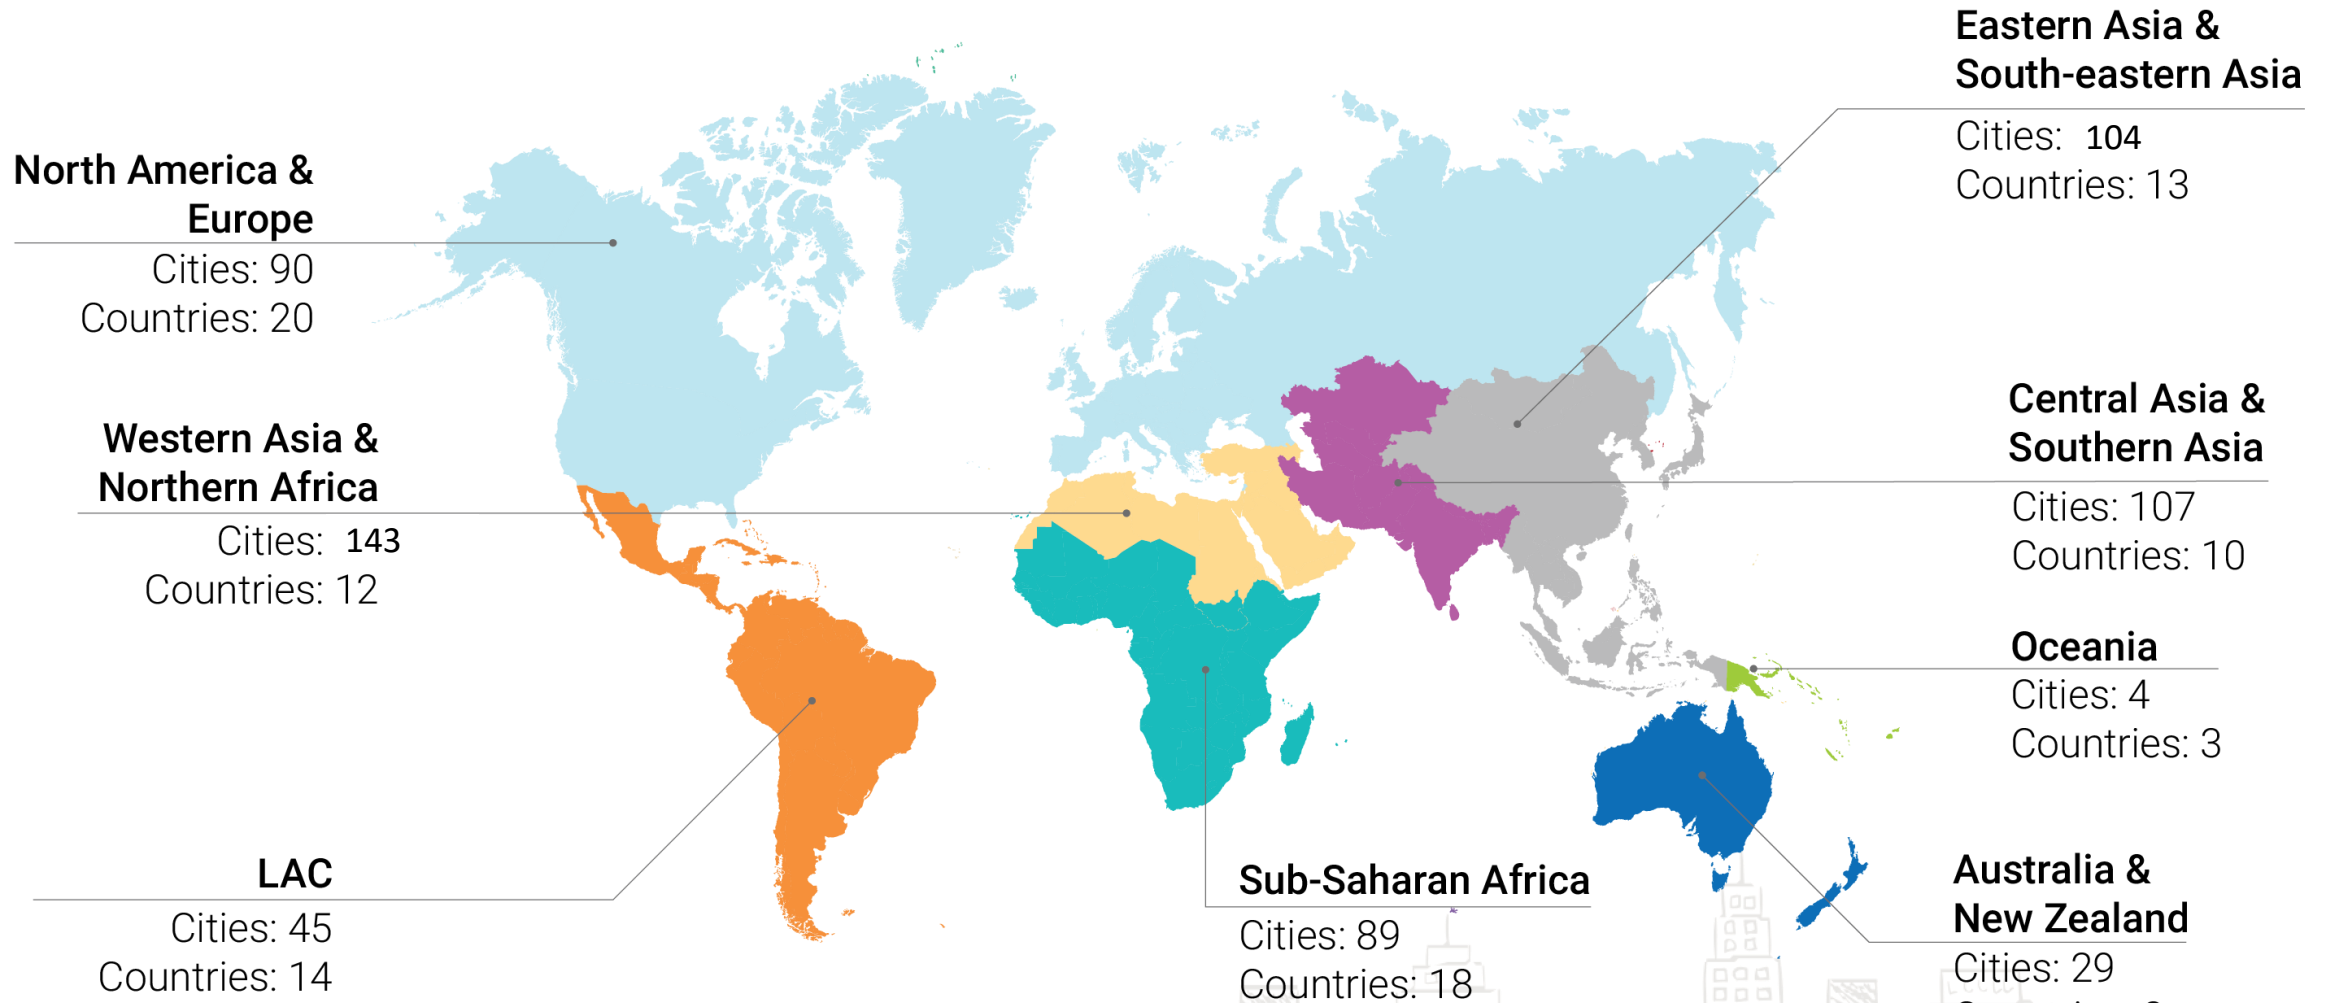 Eastern Asia &
South-eastern Asia
Cities: 104
Countries: 13
North America &
Europe
Cities: 90
Countries: 20
Western Asia &
Northern Africa
Cities: 143
Countries: 12
Central Asia &
Southern Asia
Cities: 107
Countries: 10
Oceania
Cities: 4
Countries: 3
LAC
Cities: 45
Countries: 14
Sub-Saharan Africa
Cities: 89
Countries: 18
Australia &
New Zealand
Cities: 29